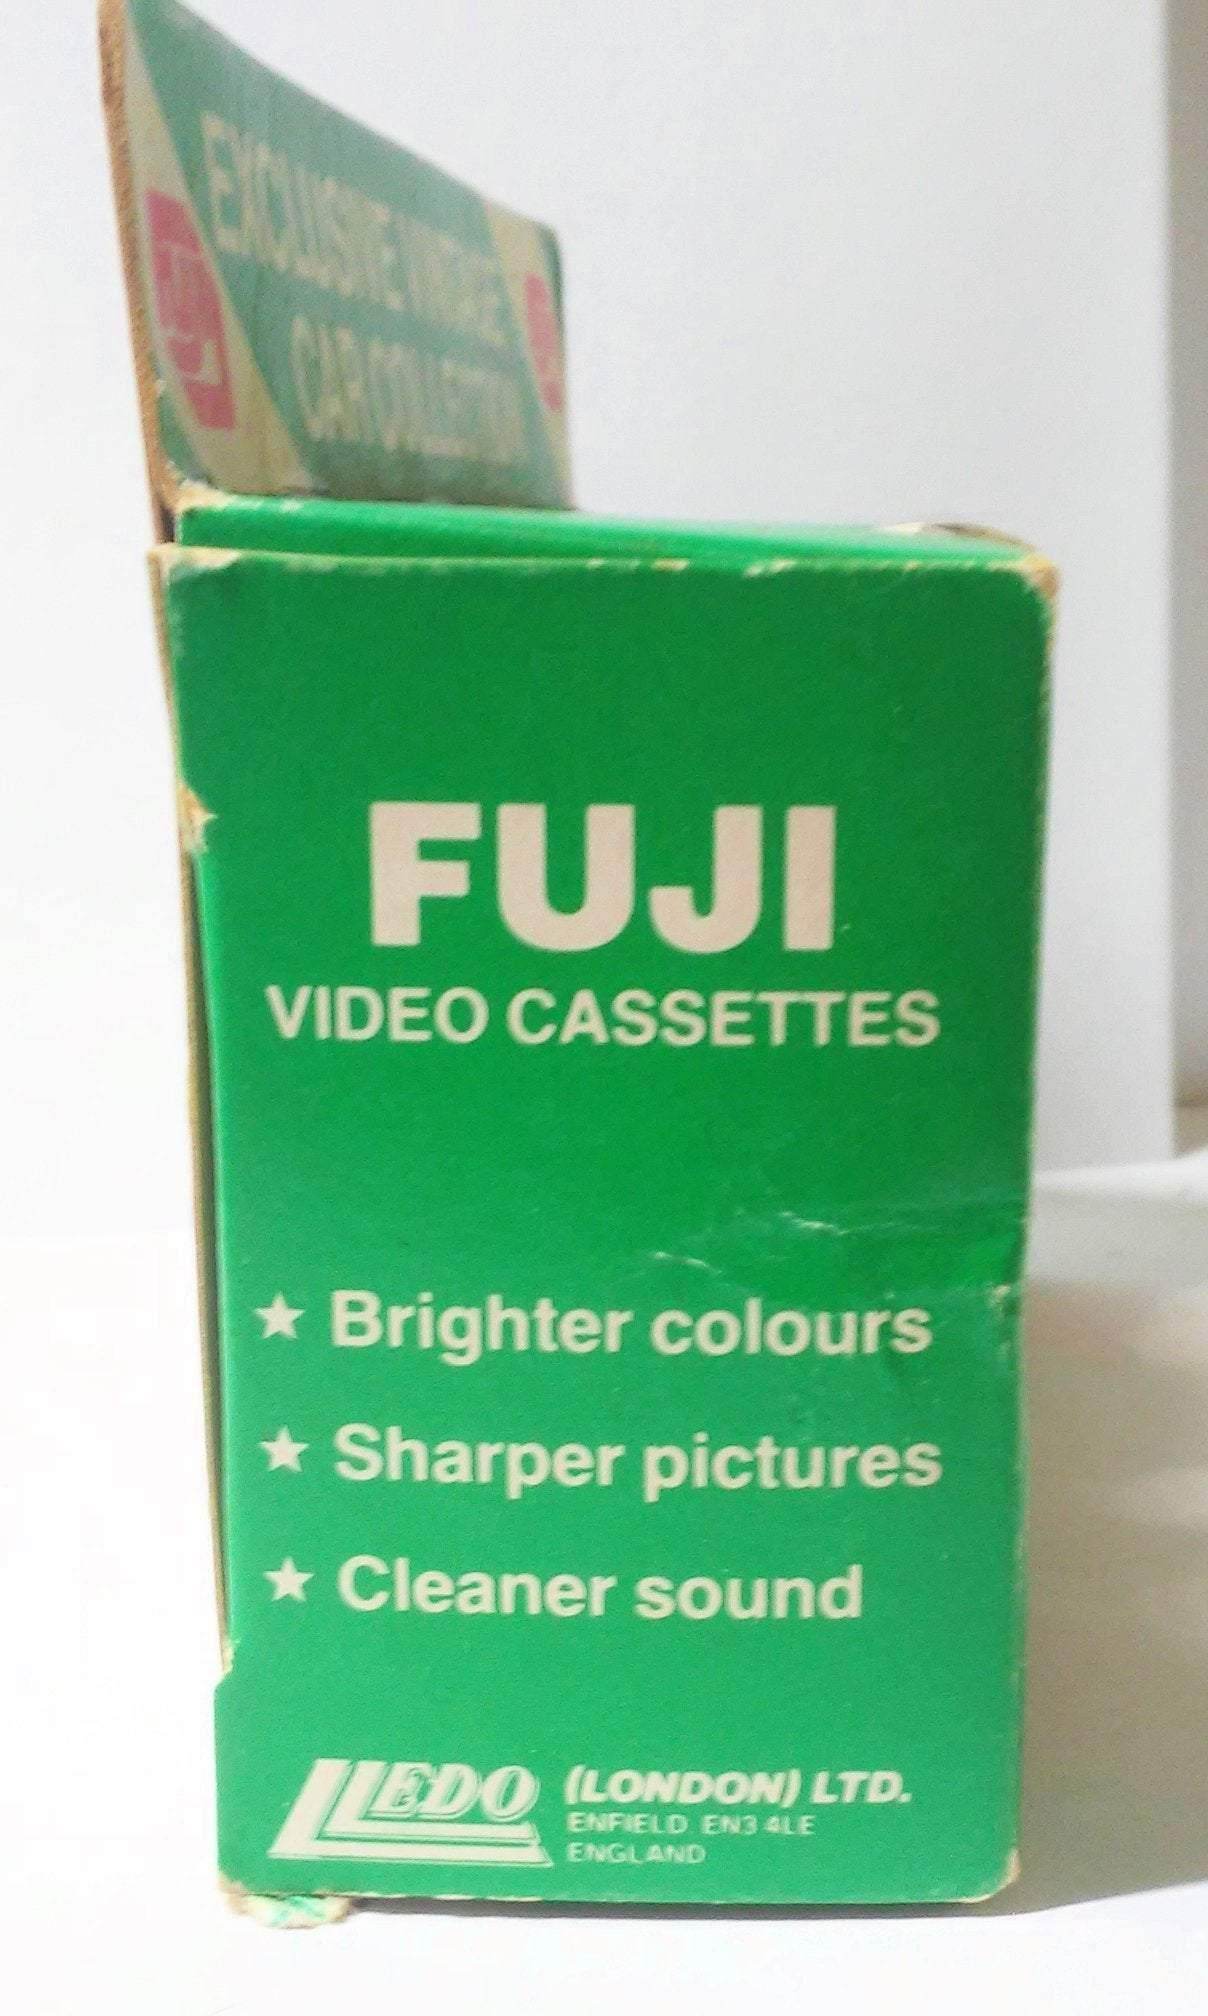 EXCLUSIVE VINTAGE
CAR COLLECTION
FUJI
FUJI
VIDEO CASSETTES
★ Brighter colours
★ Sharper pictures
★ Cleaner sound
LLEDO (LONDON) LTD.
ENFIELD EN3 4LE
ENGLAND